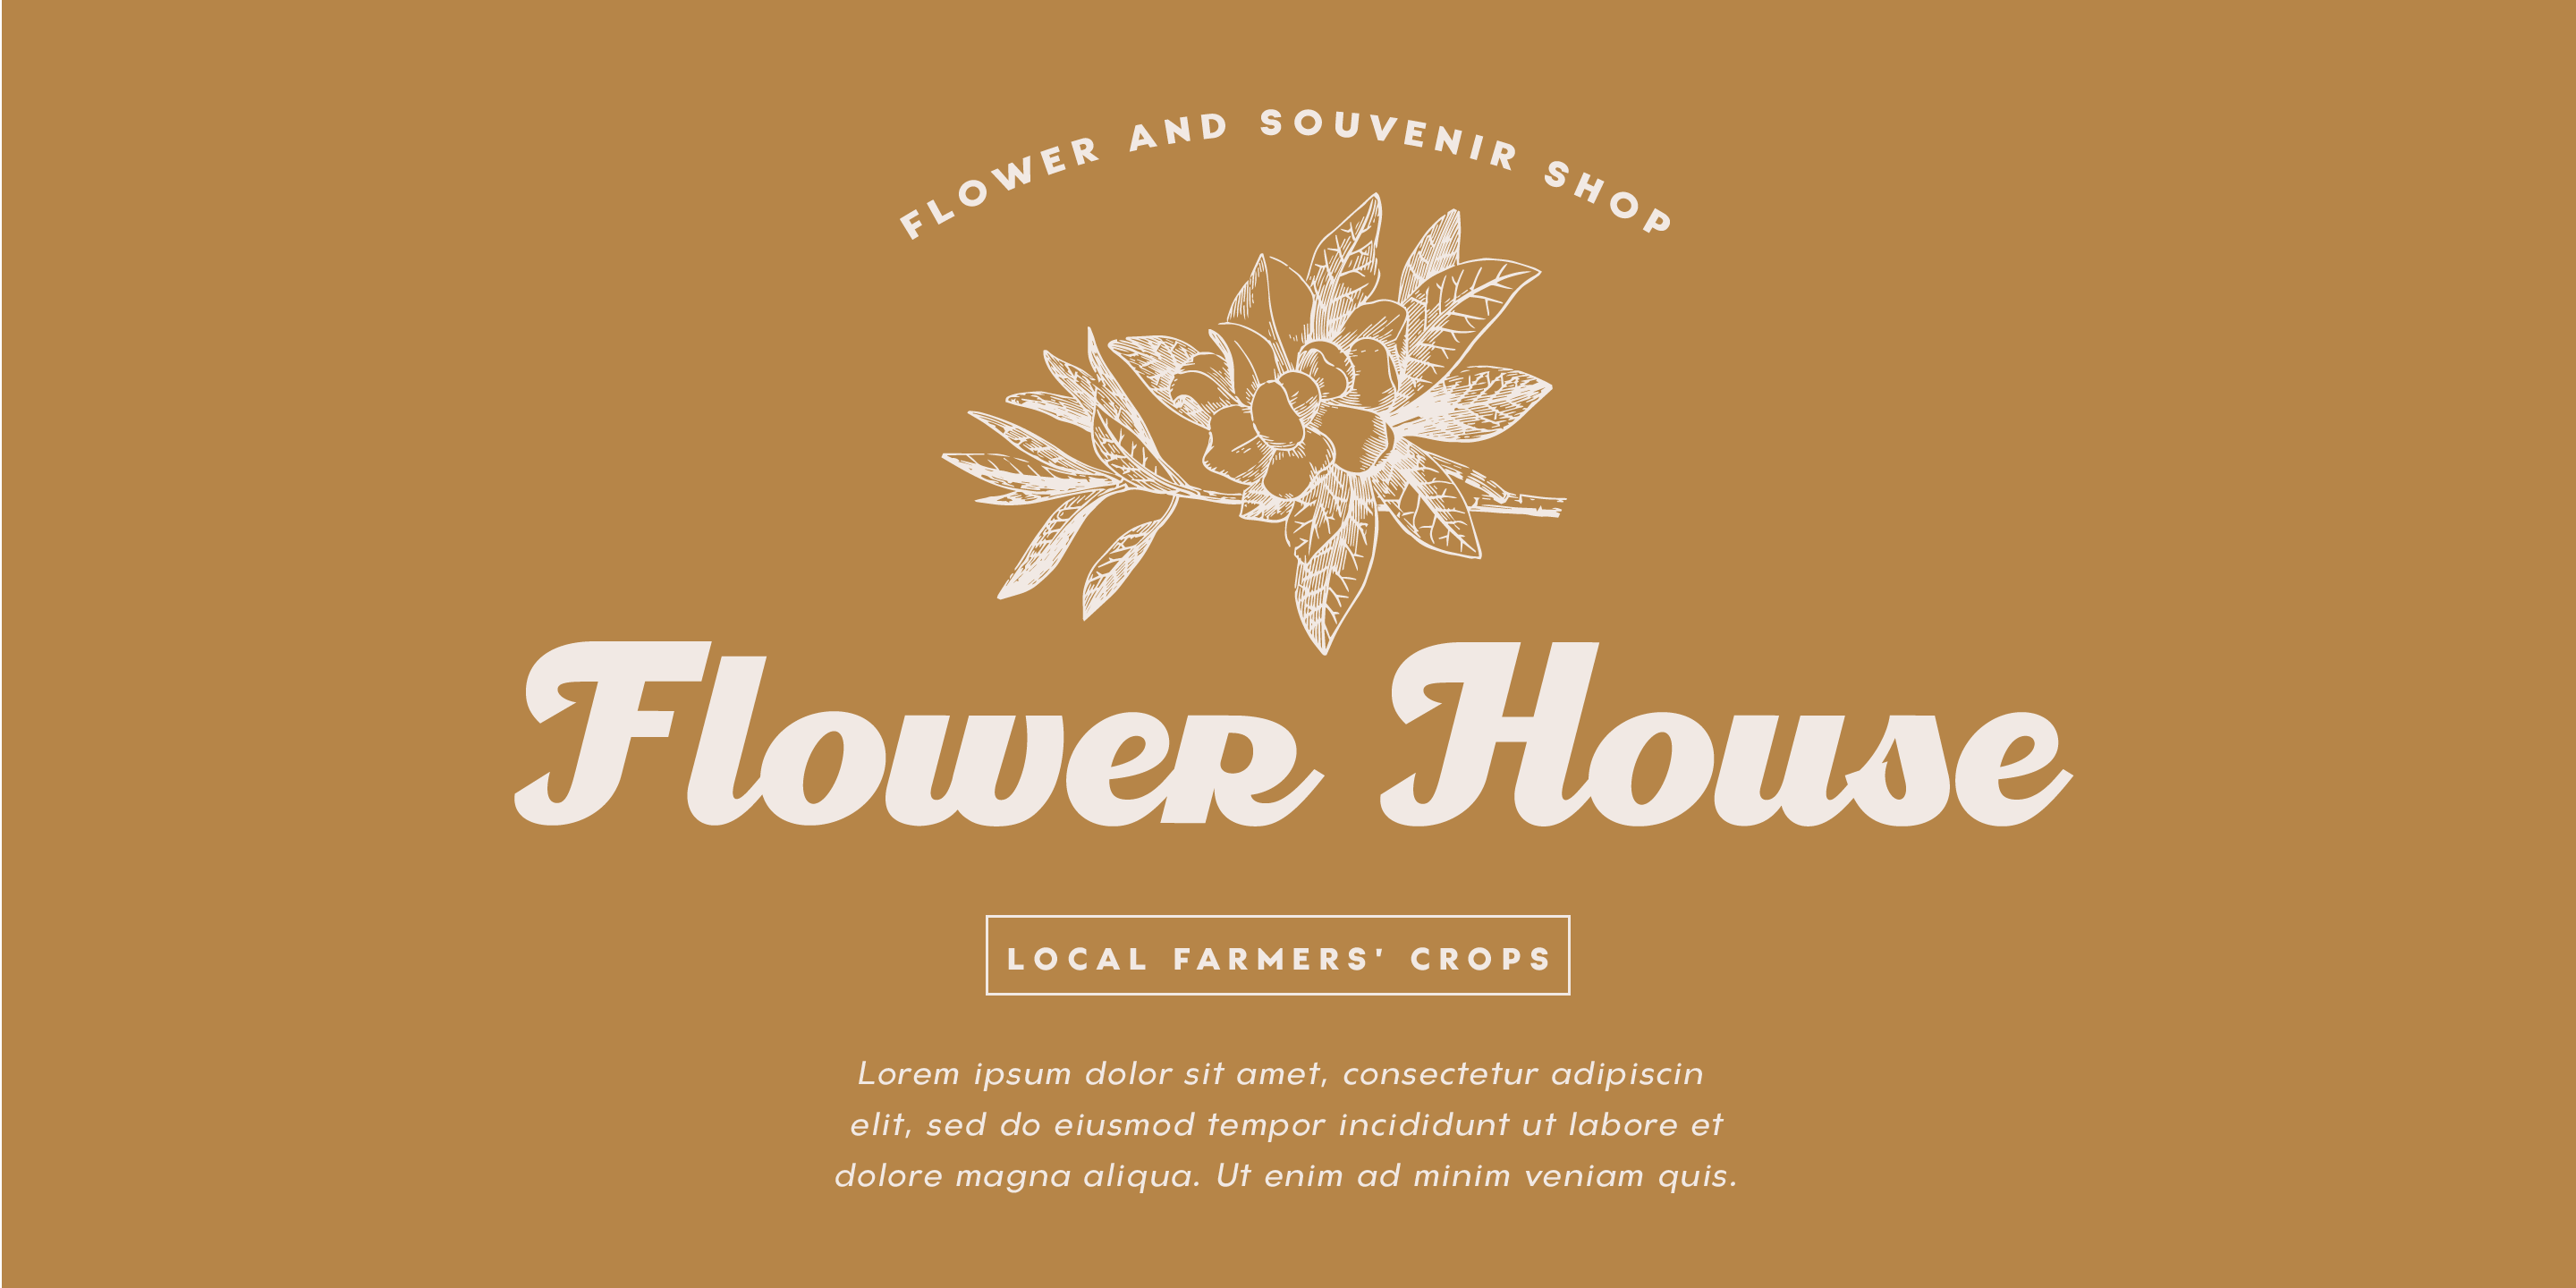 FLOWER AND SOUVENIR SHOP
Flower House
LOCAL FARMERS' CROPS
Lorem ipsum dolor sit amet, consectetur adipiscin
elit, sed do eiusmod tempor incididunt ut labore et
dolore magna aliqua. Ut enim ad minim veniam quis.